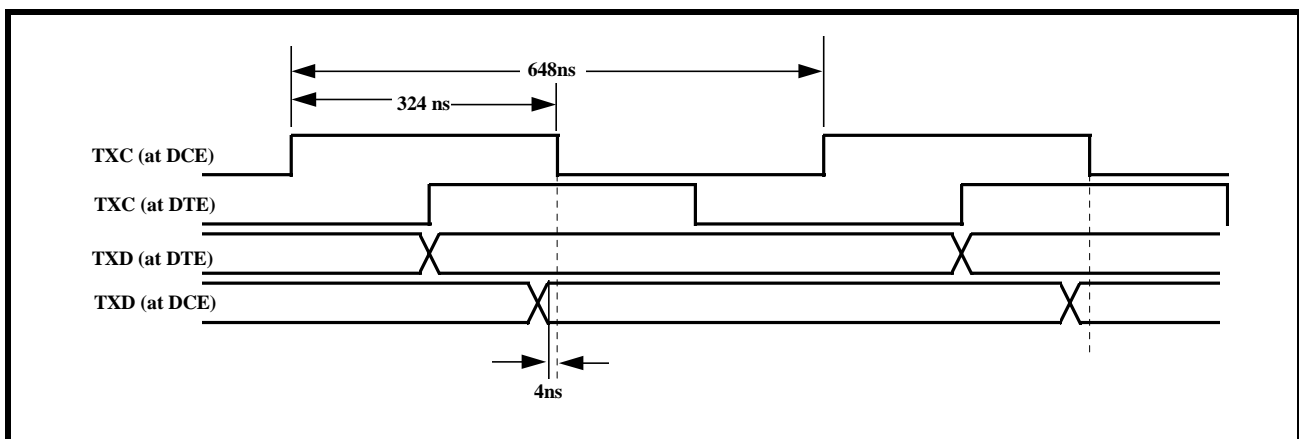 648ns
324 ns
TXC (at DCE)
TXC (at DTE)
TXD (at DTE)
TXD (at DCE)
4ns